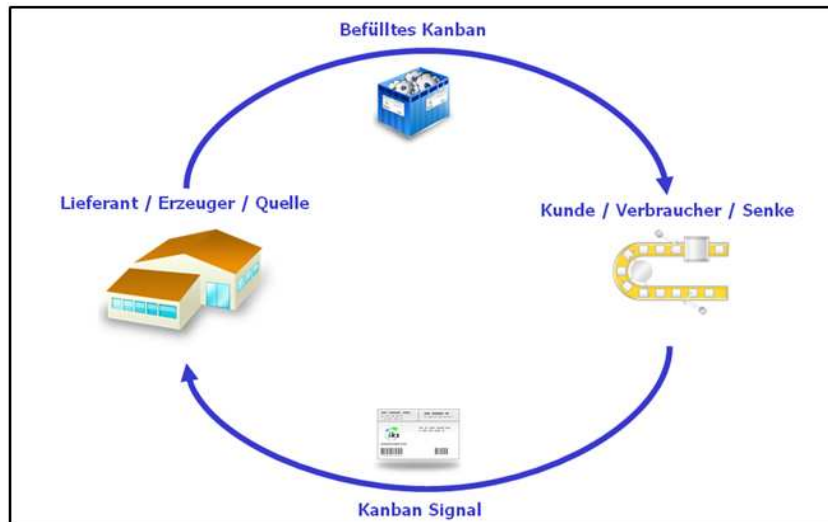 Befülltes Kanban
Lieferant / Erzeuger / Quelle
Kunde / Verbraucher / Senke
Kanban Signal